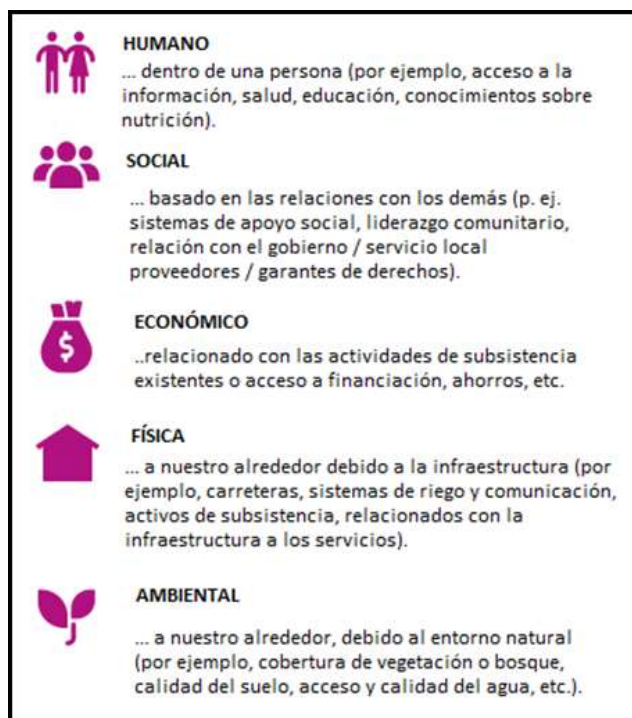 HUMANO
... dentro de una persona (por ejemplo, acceso a la
información, salud, educación, conocimientos sobre
nutrición).
SOCIAL
... basado en las relaciones con los demás (p. ej.
sistemas de apoyo social, liderazgo comunitario,
relación con el gobierno / servicio local
proveedores / garantes de derechos).
ECONÓMICO
..relacionado con las actividades de subsistencia
existentes o acceso a financiación, ahorros, etc.
FÍSICA
... a nuestro alrededor debido a la infraestructura (por
ejemplo, carreteras, sistemas de riego y comunicación,
activos de subsistencia, relacionados con la
infraestructura a los servicios).
AMBIENTAL
... a nuestro alrededor, debido al entorno natural
(por ejemplo, cobertura de vegetación o bosque,
calidad del suelo, acceso y calidad del agua, etc.).